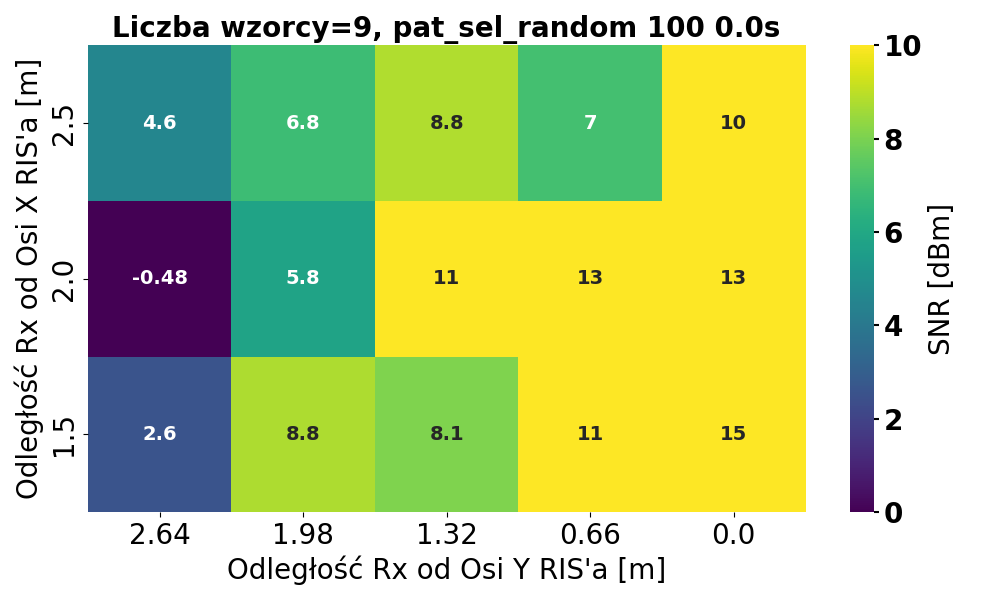 Liczba wzorcy=9, pat_sel_random 100 0.0s
Odległość Rx od Osi X RIS'a [m]
2.5
2.0
1.5
4.6 6.8 8.8 7 10
-0.48 5.8 11 13 13
2.6 8.8 8.1 11 15
2.64 1.98 1.32 0.66 0.0
Odległość Rx od Osi Y RIS'a [m]
10
8
6
4
2
0
SNR [dBm]